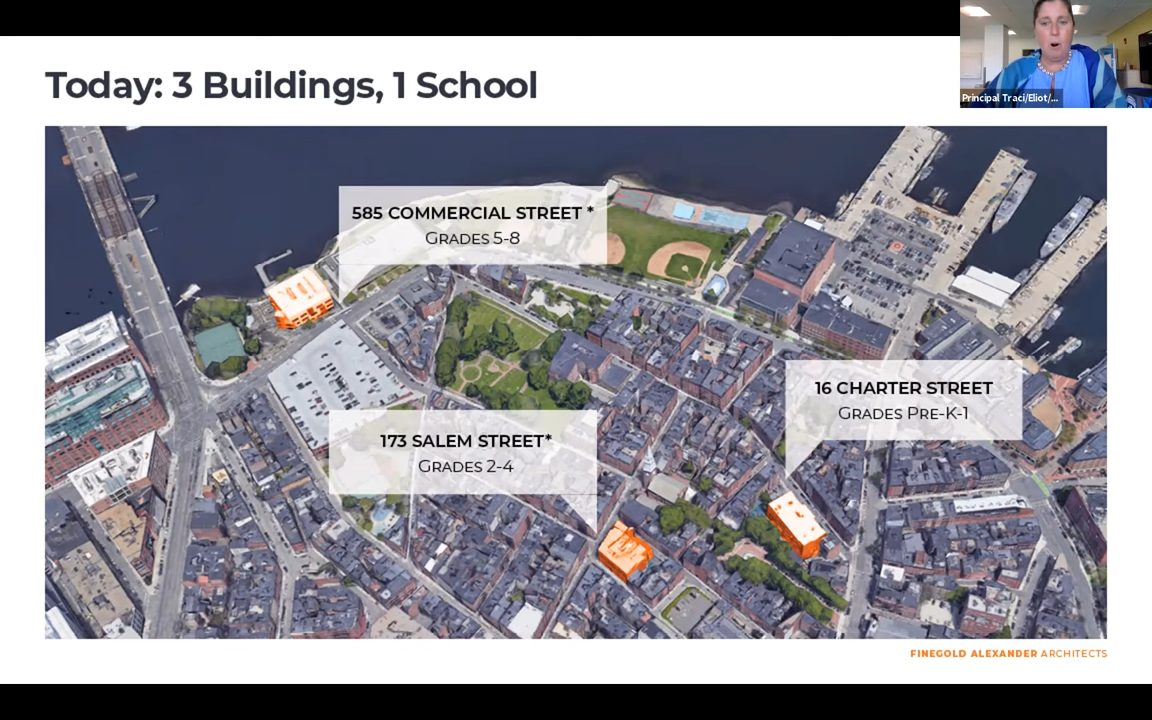 Today: 3 Buildings, 1 School
Principal Traci/Eliot/...
585 COMMERCIAL STREET *
GRADES 5-8
16 CHARTER STREET
GRADES PRE-K-1
173 SALEM STREET*
GRADES 2-4
FINEGOLD ALEXANDER ARCHITECTS